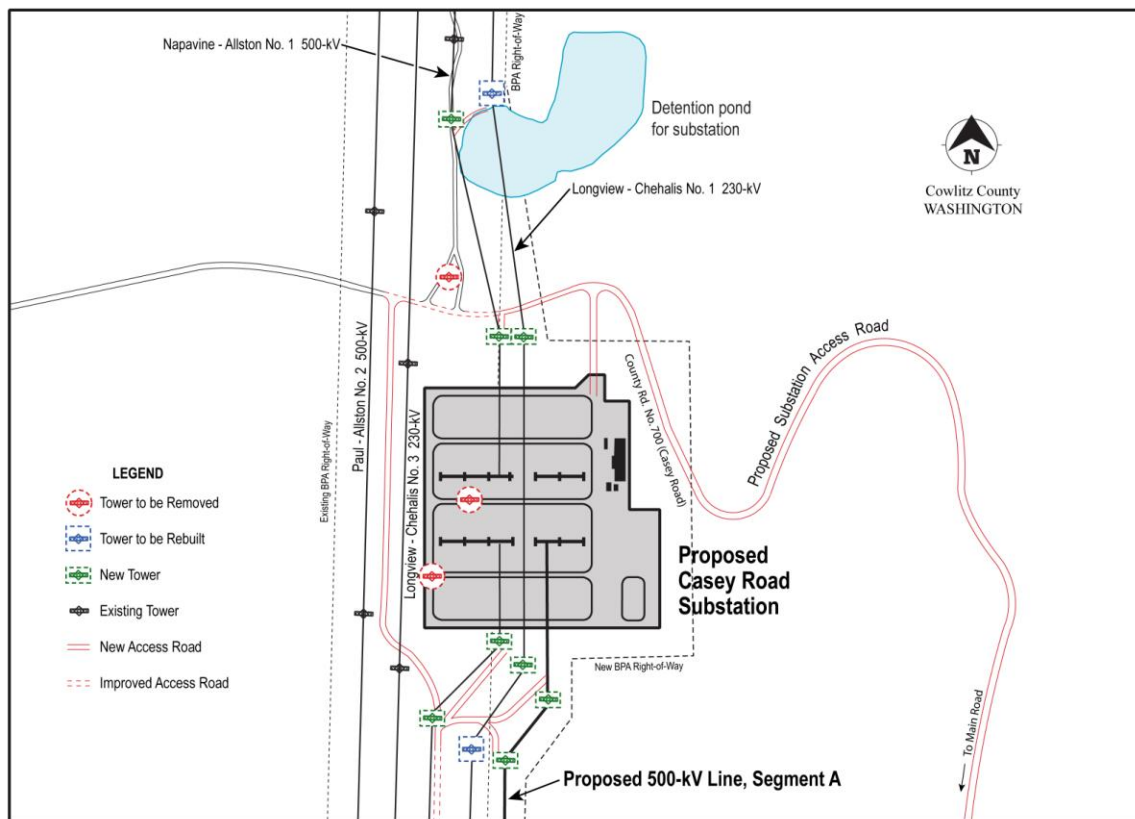 Napavine - Allston No. 1 500-kV
BPA Right-of-Way
Detention pond
for substation
N
Cowlitz County
WASHINGTON
Longview - Chehalis No. 1 230-kV
Paul - Allston No. 2 500-kV
Existing BPA Right-of-Way
Longview - Chehalis No. 3 230-kV
County Rd. No. 700 (Casey Road)
Proposed Substation Access Road
LEGEND
Tower to be Removed
Tower to be Rebuilt
New Tower
Existing Tower
New Access Road
Improved Access Road
Proposed
Casey Road
Substation
New BPA Right-of-Way
To Main Road
Proposed 500-kV Line, Segment A